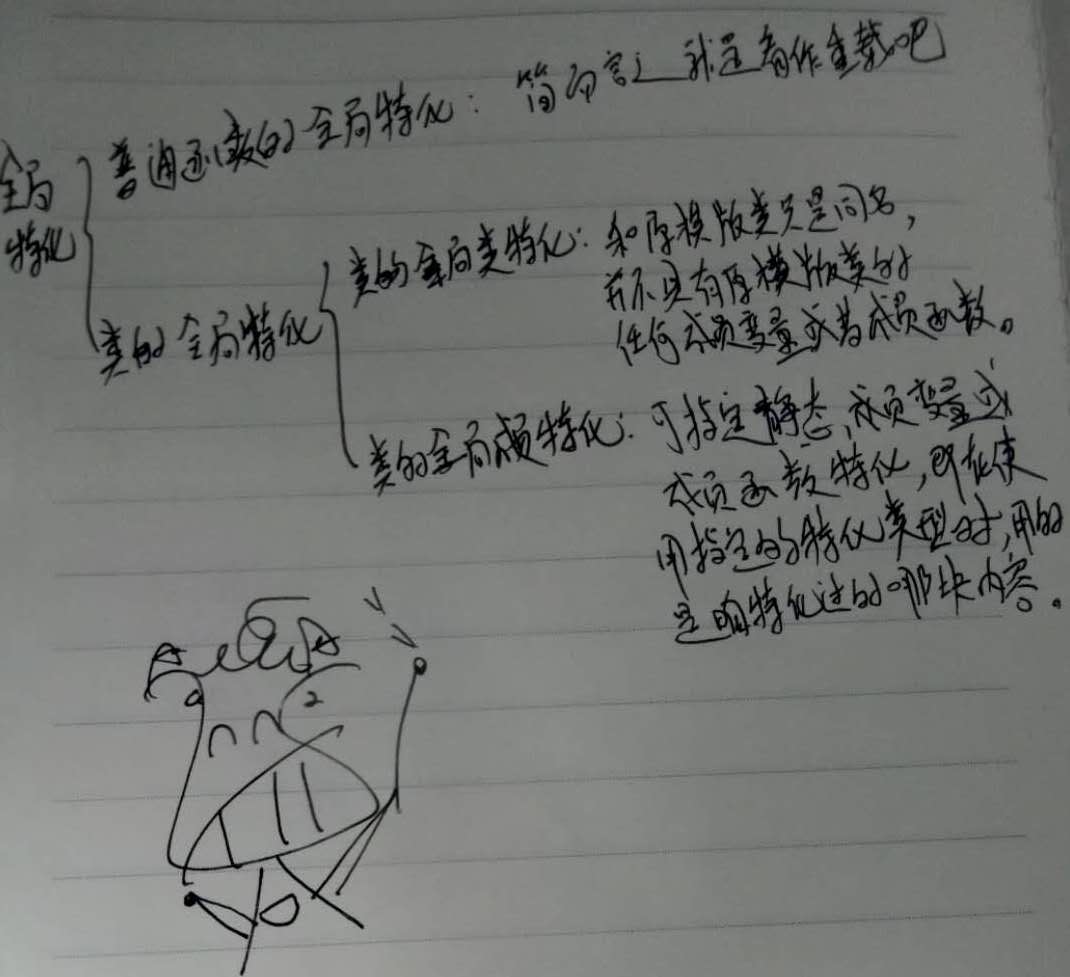 全局
特化
普通函数的全局特化：简而言之 就是看作重载吧
类的全局特化
类的全局类特化：和原模版类只是同名，
并不具有原模版类的
任何成员变量或者成员函数。
类的全局成员特化：可指定静态，成员变量或
成员函数特化，即在使
用指定的特化类型时，用的
是特化过的那块内容。
2